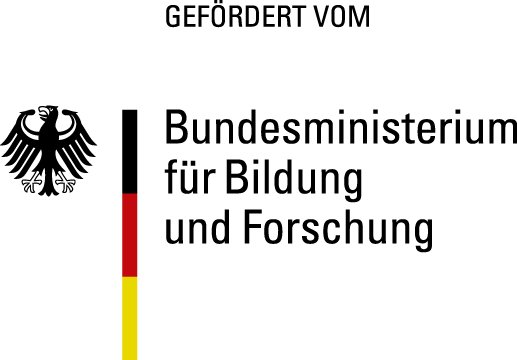 GEFÖRDERT VOM
Bundesministerium
für Bildung
und Forschung